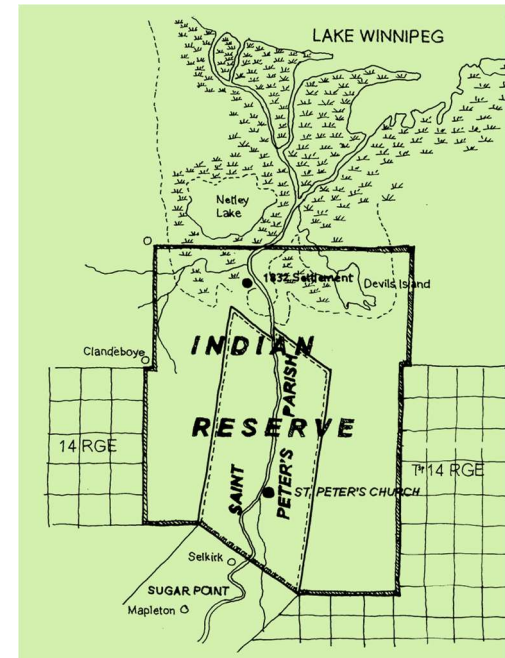 LAKE WINNIPEG
Netley
Lake
1832 Settlement
Devils Island
INDIAN
Clandeboye
RESERVE
14 RGE
14 RGE
SAINT
PETER'S PARISH
ST. PETER'S CHURCH
Selkirk
SUGAR POINT
Mapleton